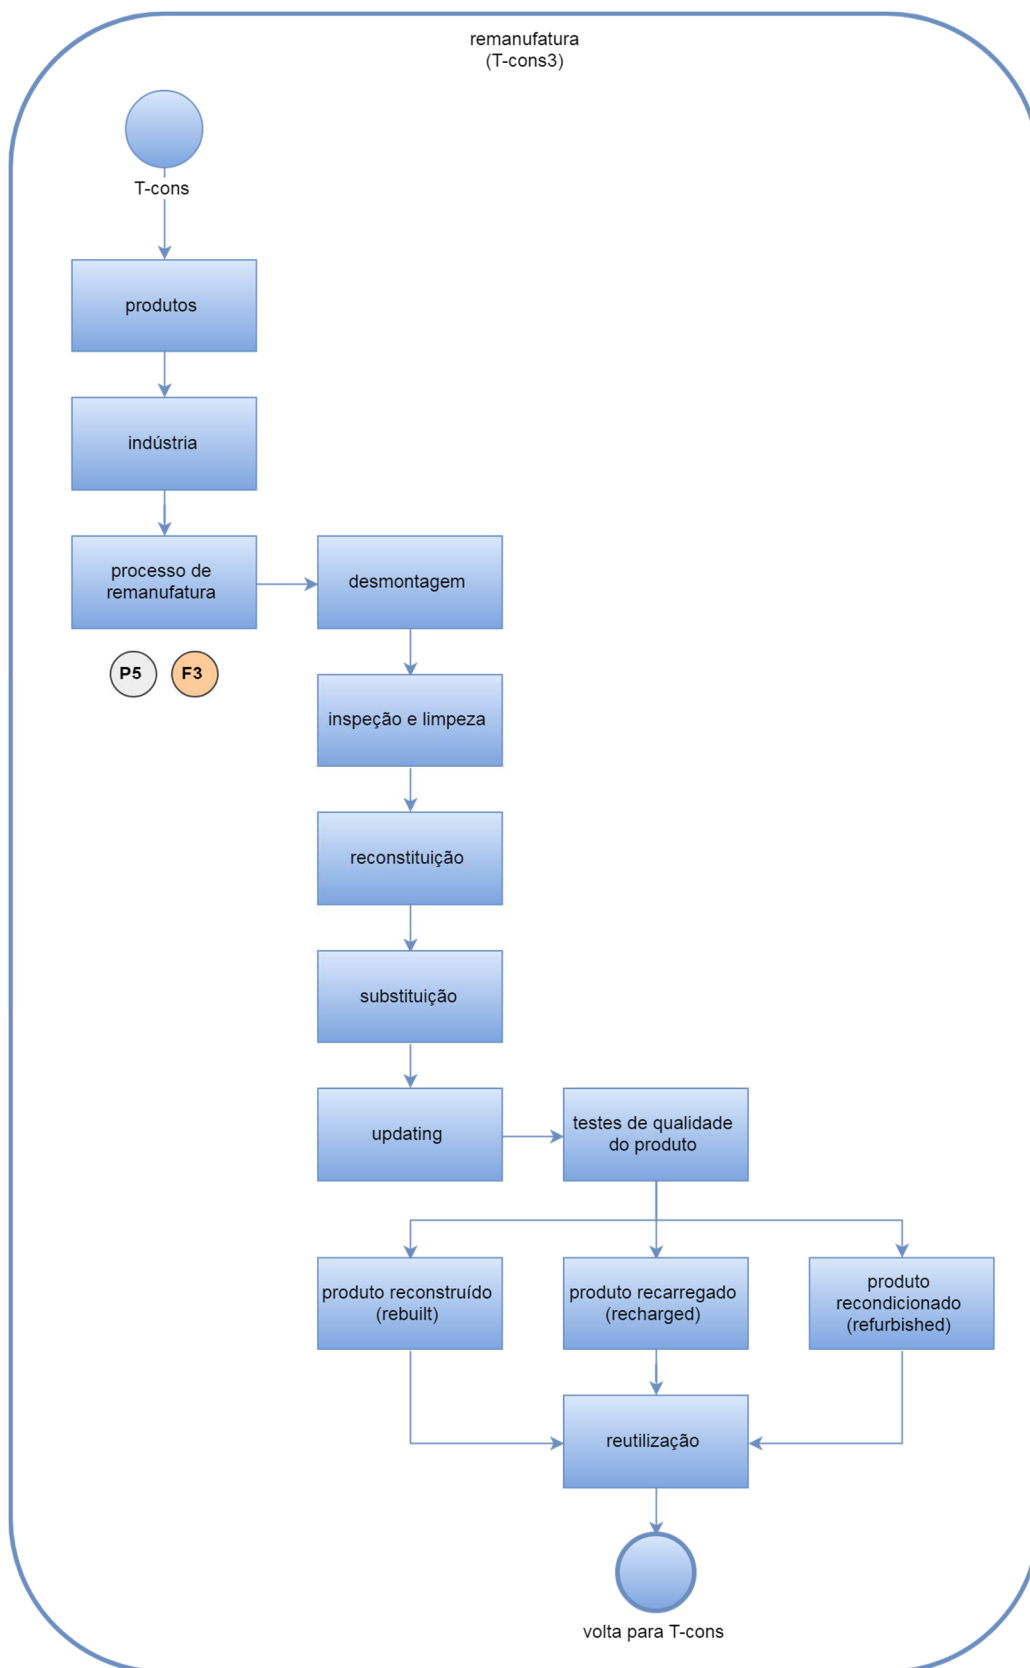 remanufatura
(T-cons3)
T-cons
produtos
indústria
processo de
remanufatura
desmontagem
P5
F3
inspeção e limpeza
reconstituição
substituição
updating
testes de qualidade
do produto
produto reconstruído
(rebuilt)
produto recarregado
(recharged)
produto
recondicionado
(refurbished)
reutilização
volta para T-cons